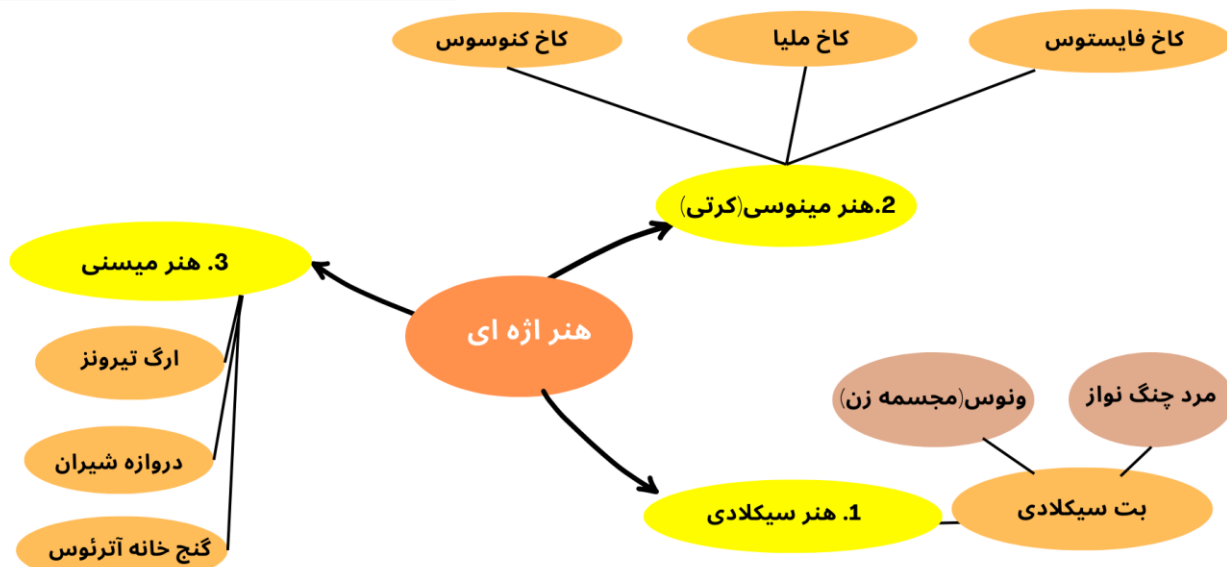 کاخ فایستوس
کاخ ملیا
کاخ کنوسوس
2.هنر مینوسی(کرتی)
3. هنر میسنی
هنر اژه ای
ارگ تیرونز
دروازه شیران
گنج خانه آترئوس
مرد چنگ نواز
ونوس(مجسمه زن)
بت سیکلادی
1. هنر سیکلادی